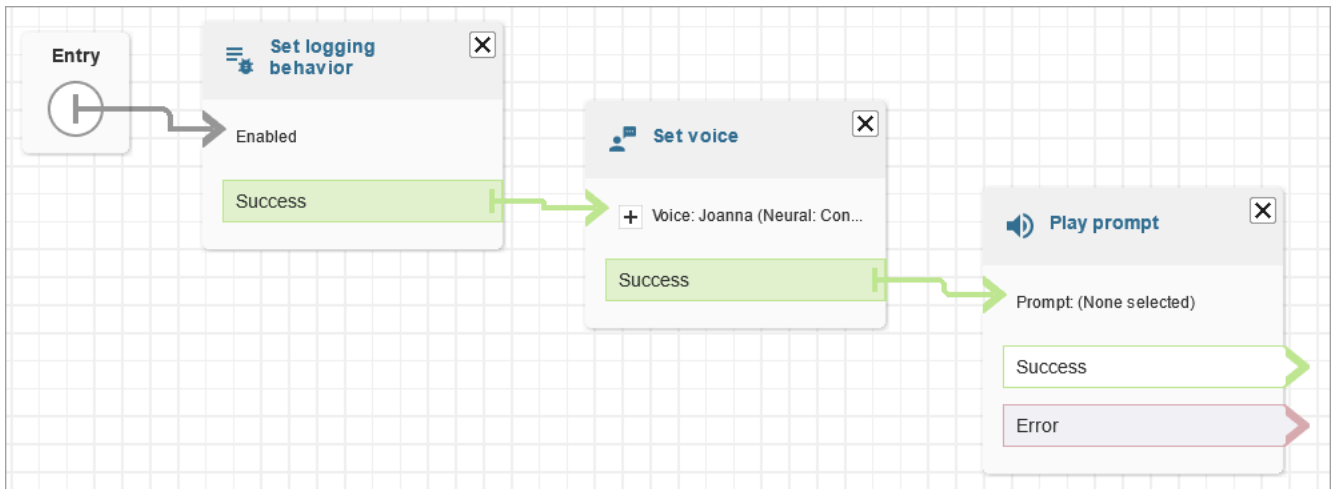 Entry
Set logging
behavior
Enabled
Success
Set voice
Voice: Joanna (Neural: Con...
Success
Play prompt
Prompt: (None selected)
Success
Error